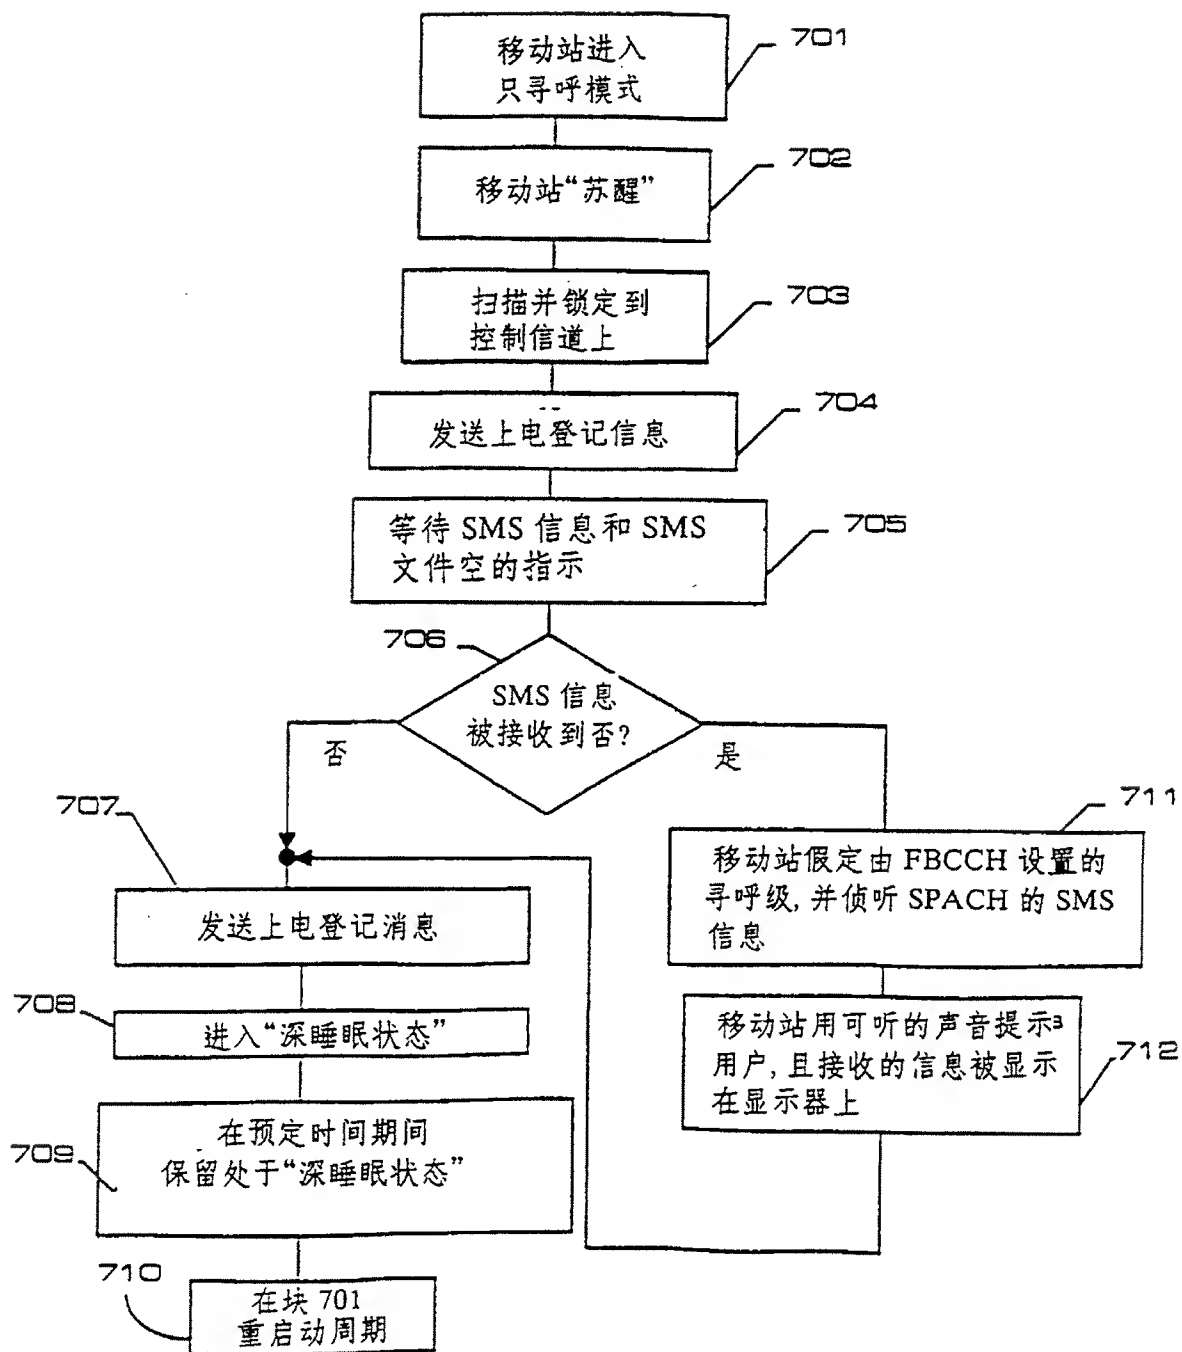 移动站进入
只寻呼模式
701
移动站“苏醒”
702
扫描并锁定到
控制信道上
703
发送上电登记信息
704
等待 SMS 信息和 SMS
文件空的指示
705
706
SMS 信息
被接收到否?
否
是
707
发送上电登记消息
708
进入“深睡眠状态”
709
在预定时间期间
保留处于“深睡眠状态”
710
在块 701
重启动周期
711
移动站假定由 FBCCH 设置的
寻呼级, 并侦听 SPACH 的 SMS
信息
移动站用可听的声音提示
用户, 且接收的信息被显示
在显示器上
712